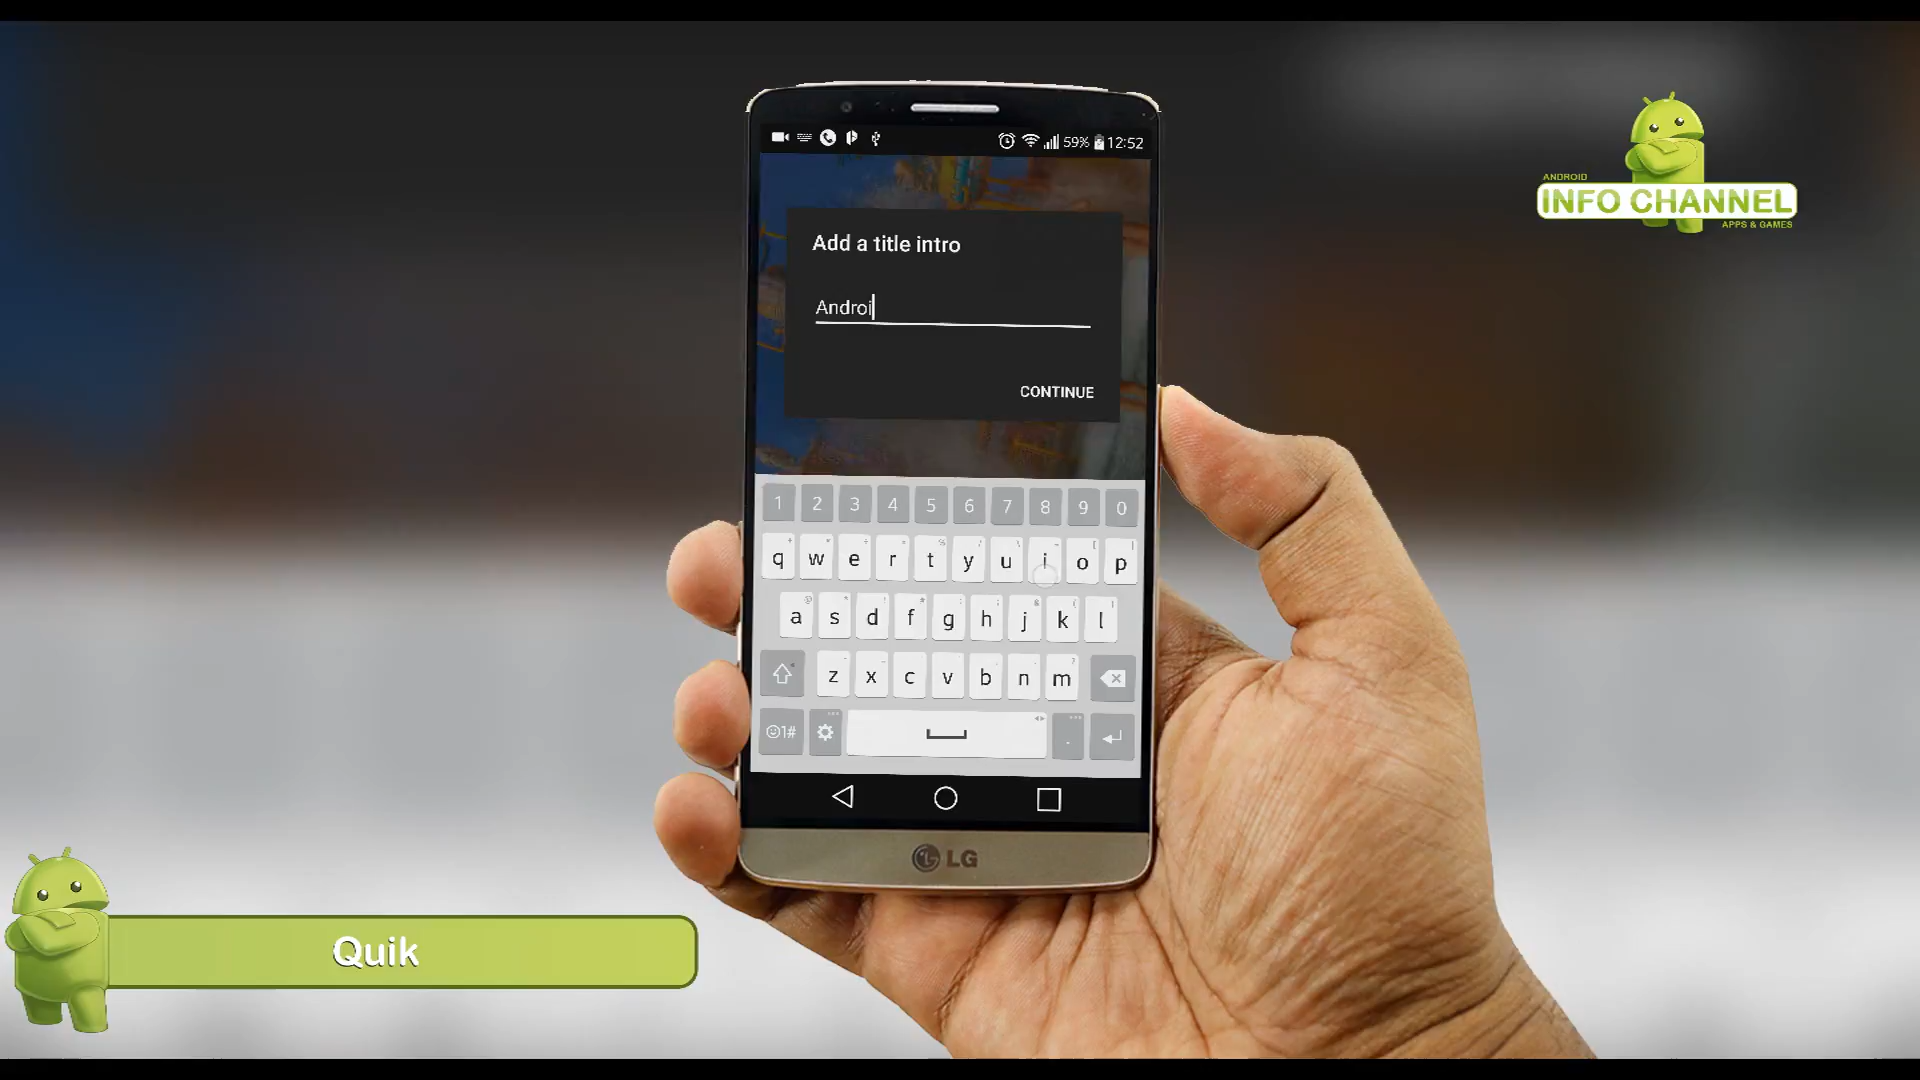 59% 12:52
ANDROID
INFO CHANNEL
APPS & GAMES
Add a title intro
Androi
CONTINUE
1 2 3 4 5 6 7 8 9 0
q w e r t y u i o p
a s d f g h j k l
z x c v b n m
1# .
LG
Quik